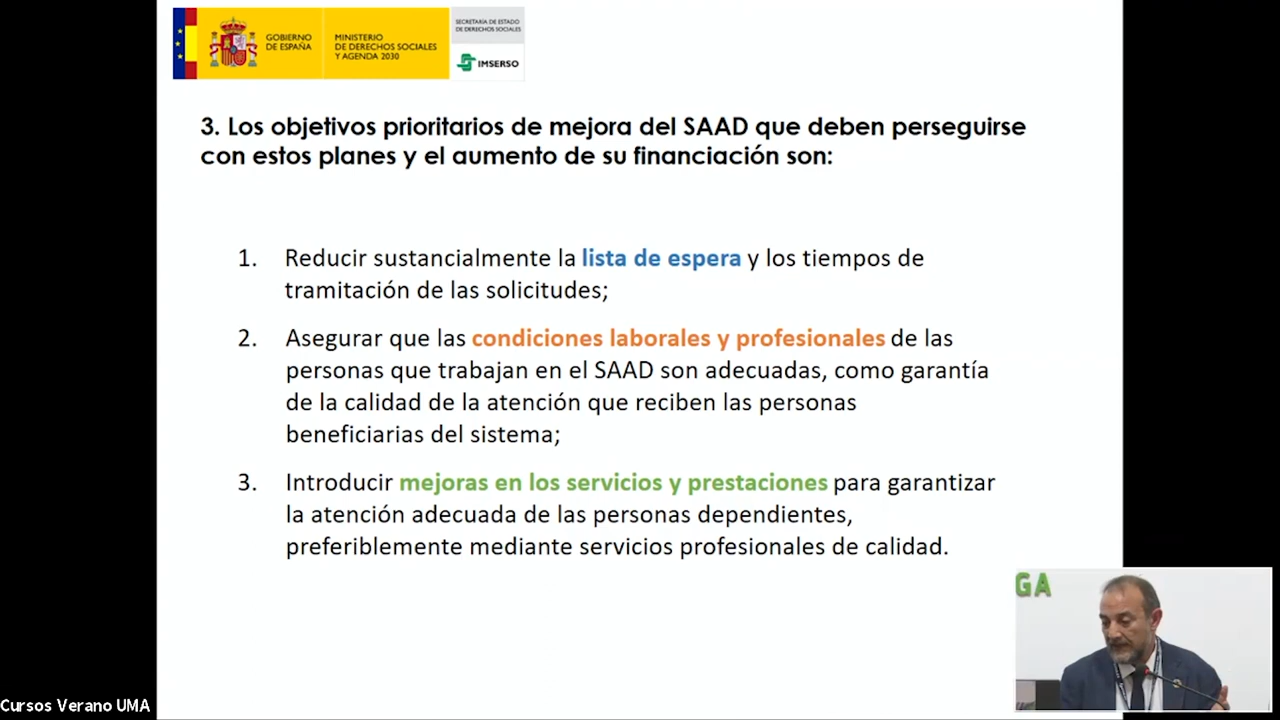 GOBIERNO
DE ESPAÑA
MINISTERIO
DE DERECHOS SOCIALES
Y AGENDA 2030
SECRETARÍA DE ESTADO
DE DERECHOS SOCIALES
IMSERSO
3. Los objetivos prioritarios de mejora del SAAD que deben perseguirse
con estos planes y el aumento de su financiación son:
1. Reducir sustancialmente la lista de espera y los tiempos de
tramitación de las solicitudes;
2. Asegurar que las condiciones laborales y profesionales de las
personas que trabajan en el SAAD son adecuadas, como garantía
de la calidad de la atención que reciben las personas
beneficiarias del sistema;
3. Introducir mejoras en los servicios y prestaciones para garantizar
la atención adecuada de las personas dependientes,
preferiblemente mediante servicios profesionales de calidad.
GA
Cursos Verano UMA